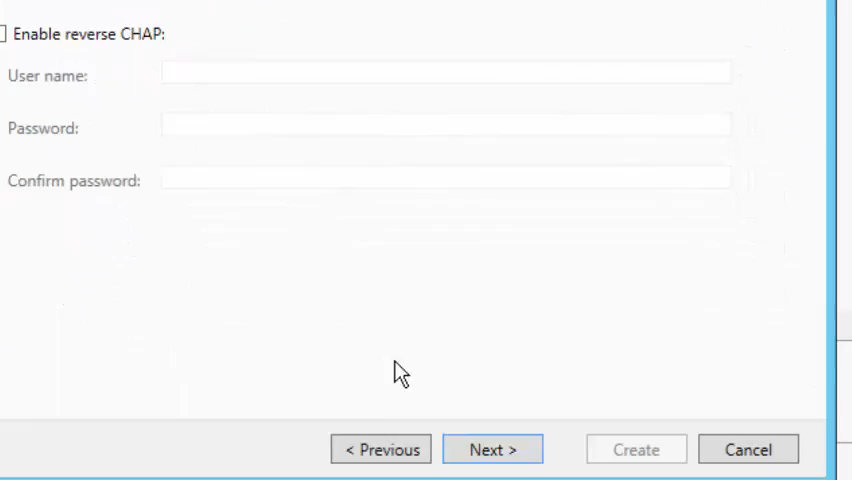 Enable reverse CHAP:
User name:
Password:
Confirm password:
< Previous Next > Create Cancel